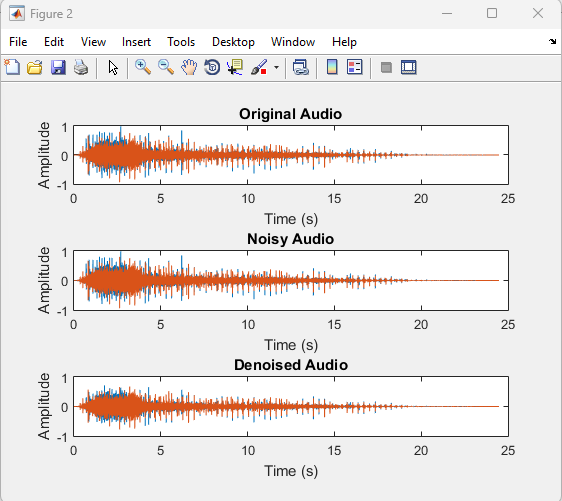 Figure 2
File Edit View Insert Tools Desktop Window Help
Original Audio
1
0
-1
Amplitude
0 5 10 15 20 25
Time (s)
Noisy Audio
1
0
-1
Amplitude
0 5 10 15 20 25
Time (s)
Denoised Audio
1
0
-1
Amplitude
0 5 10 15 20 25
Time (s)